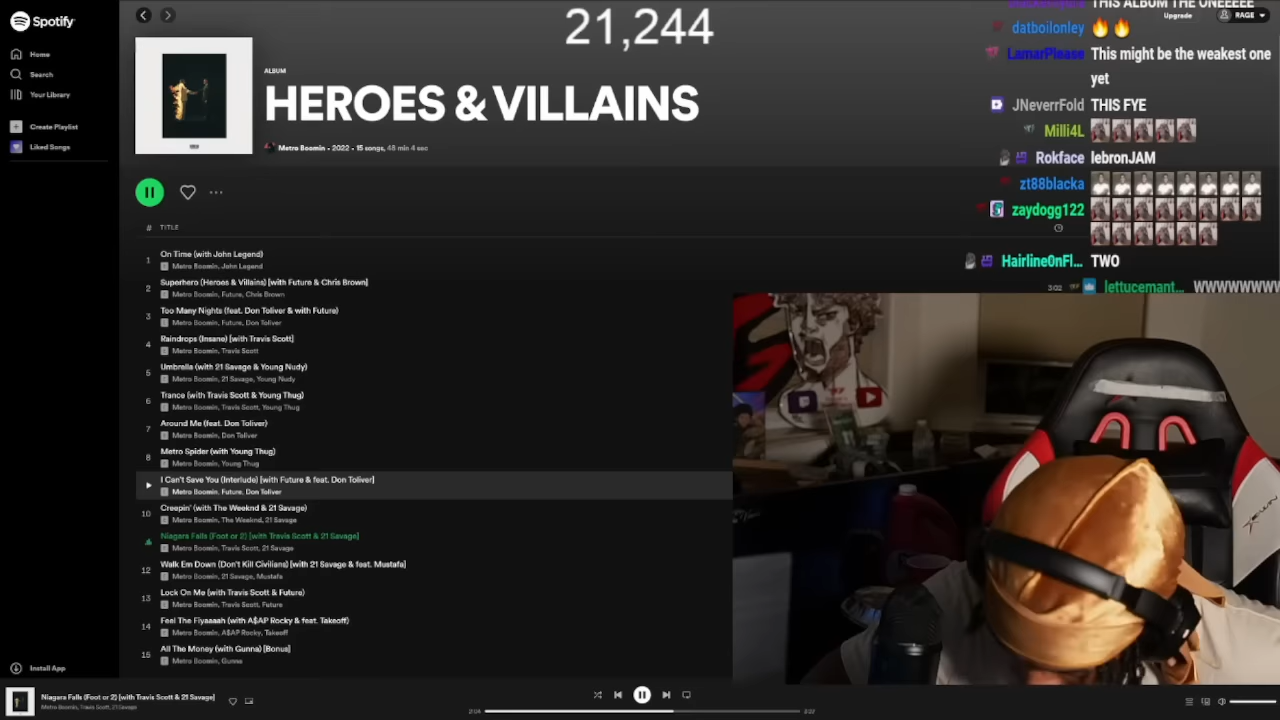 Spotify
Home
Search
Your Library
Create Playlist
Liked Songs
Install App
21,244
Upgrade
RAGE
ALBUM
HEROES & VILLAINS
Metro Boomin • 2022 • 15 songs, 48 min 4 sec
# TITLE
1 On Time (with John Legend)
Metro Boomin, John Legend
2 Superhero (Heroes & Villains) [with Future & Chris Brown]
Metro Boomin, Future, Chris Brown
3:02
3 Too Many Nights (feat. Don Toliver & with Future)
Metro Boomin, Future, Don Toliver
4 Raindrops (Insane) [with Travis Scott]
Metro Boomin, Travis Scott
5 Umbrella (with 21 Savage & Young Nudy)
Metro Boomin, 21 Savage, Young Nudy
6 Trance (with Travis Scott & Young Thug)
Metro Boomin, Travis Scott, Young Thug
7 Around Me (feat. Don Toliver)
Metro Boomin, Don Toliver
8 Metro Spider (with Young Thug)
Metro Boomin, Young Thug
I Can't Save You (Interlude) [with Future & feat. Don Toliver]
Metro Boomin, Future, Don Toliver
10 Creepin' (with The Weeknd & 21 Savage)
Metro Boomin, The Weeknd, 21 Savage
Niagara Falls (Foot or 2) [with Travis Scott & 21 Savage]
Metro Boomin, Travis Scott, 21 Savage
12 Walk Em Down (Don't Kill Civilians) [with 21 Savage & feat. Mustafa]
Metro Boomin, 21 Savage, Mustafa
13 Lock On Me (with Travis Scott & Future)
Metro Boomin, Travis Scott, Future
14 Feel The Fiyaaaah (with A$AP Rocky & feat. Takeoff)
Metro Boomin, A$AP Rocky, Takeoff
15 All The Money (with Gunna) [Bonus]
Metro Boomin, Gunna
THIS ALBUM THE ONEEEEE
datboilonley
LamarPlease This might be the weakest one
yet
JNeverrFold THIS FYE
Milli4L
Rokface lebronJAM
zt88blacka
zaydogg122
Hairline0nFl... TWO
lettucemant... WWWWWWWW
Niagara Falls (Foot or 2) [with Travis Scott & 21 Savage]
Metro Boomin, Travis Scott, 21 Savage
2:04
3:27